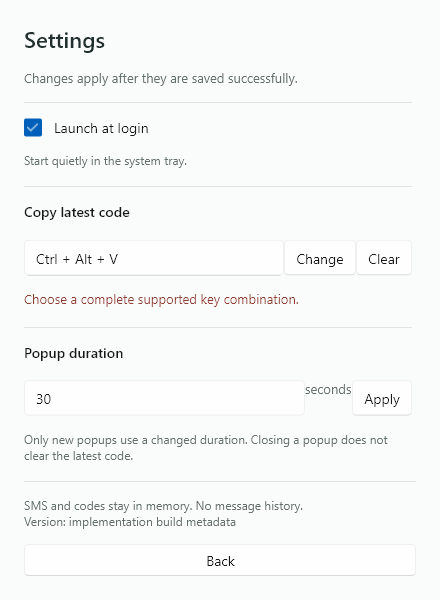 Settings
Changes apply after they are saved successfully.
Launch at login
Start quietly in the system tray.
Copy latest code
Ctrl + Alt + V Change Clear
Choose a complete supported key combination.
Popup duration
30 seconds Apply
Only new popups use a changed duration. Closing a popup does not
clear the latest code.
SMS and codes stay in memory. No message history.
Version: implementation build metadata
Back